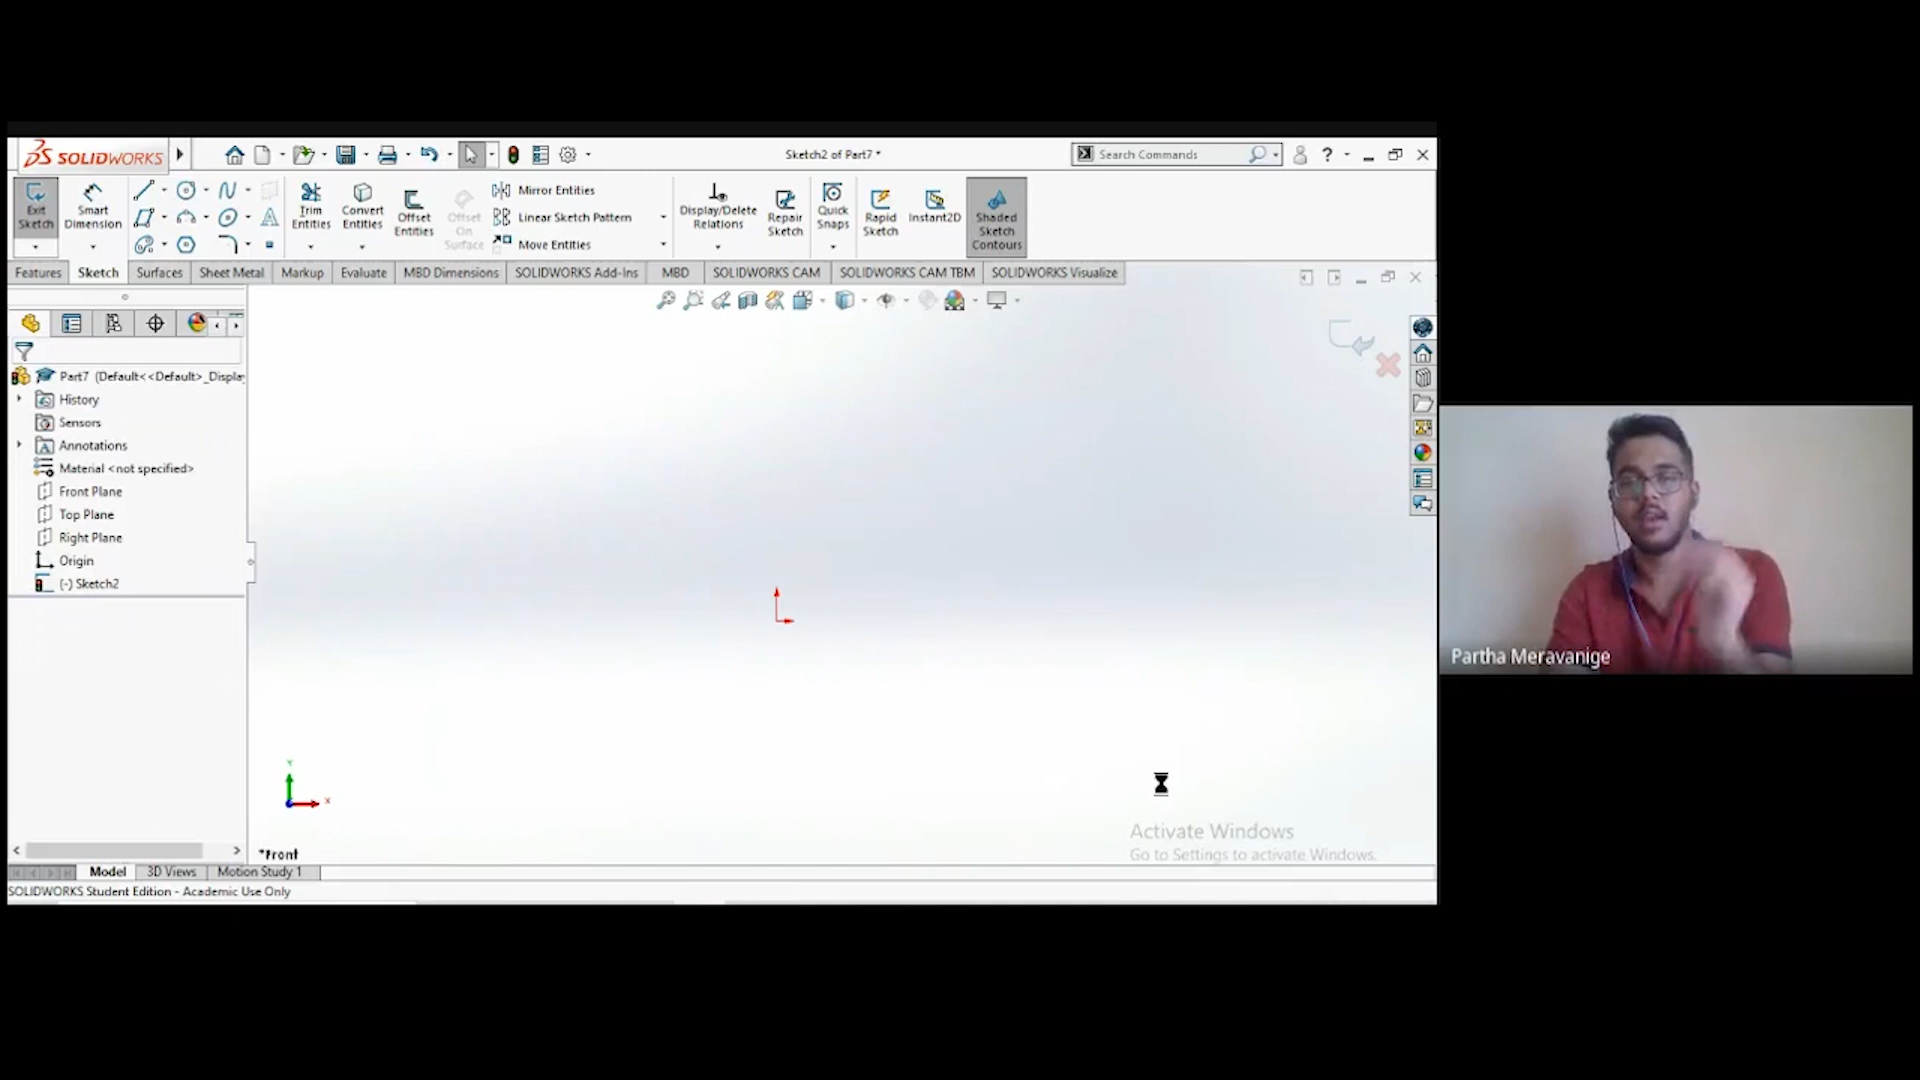 SOLIDWORKS
Sketch2 of Part7 *
Search Commands
?
Exit Sketch
Smart Dimension
Trim Entities
Convert Entities
Offset Entities
Offset On Surface
Mirror Entities
Linear Sketch Pattern
Move Entities
Display/Delete Relations
Repair Sketch
Quick Snaps
Rapid Sketch
Instant2D
Shaded Sketch Contours
Features Sketch Surfaces Sheet Metal Markup Evaluate MBD Dimensions SOLIDWORKS Add-Ins MBD SOLIDWORKS CAM SOLIDWORKS CAM TBM SOLIDWORKS Visualize
Part7 (Default<<Default>_Displa
History
Sensors
Annotations
Material <not specified>
Front Plane
Top Plane
Right Plane
Origin
(-) Sketch2
Y
X
*Front
Activate Windows
Go to Settings to activate Windows.
Model 3D Views Motion Study 1
SOLIDWORKS Student Edition - Academic Use Only
Partha Meravanige